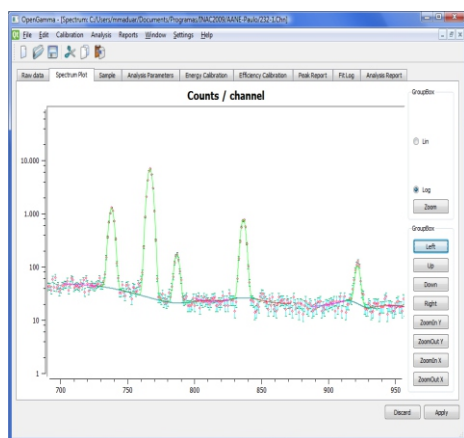 OpenGamma - [Spectrum: C:/Users/mmaduar/Documents/Programas/INAC2009/AANE-Paulo/232-3.Chn]
File Edit Calibration Analysis Reports Window Settings Help
Raw data Spectrum Plot Sample Analysis Parameters Energy Calibration Efficiency Calibration Peak Report Fit Log Analysis Report
Counts / channel
GroupBox
Lin
Log
Zoom
GroupBox
Left
Up
Down
Right
ZoomIn Y
ZoomOut Y
ZoomIn X
ZoomOut X
10.000
1.000
100
10
1
700 750 800 850 900 950
Discard Apply